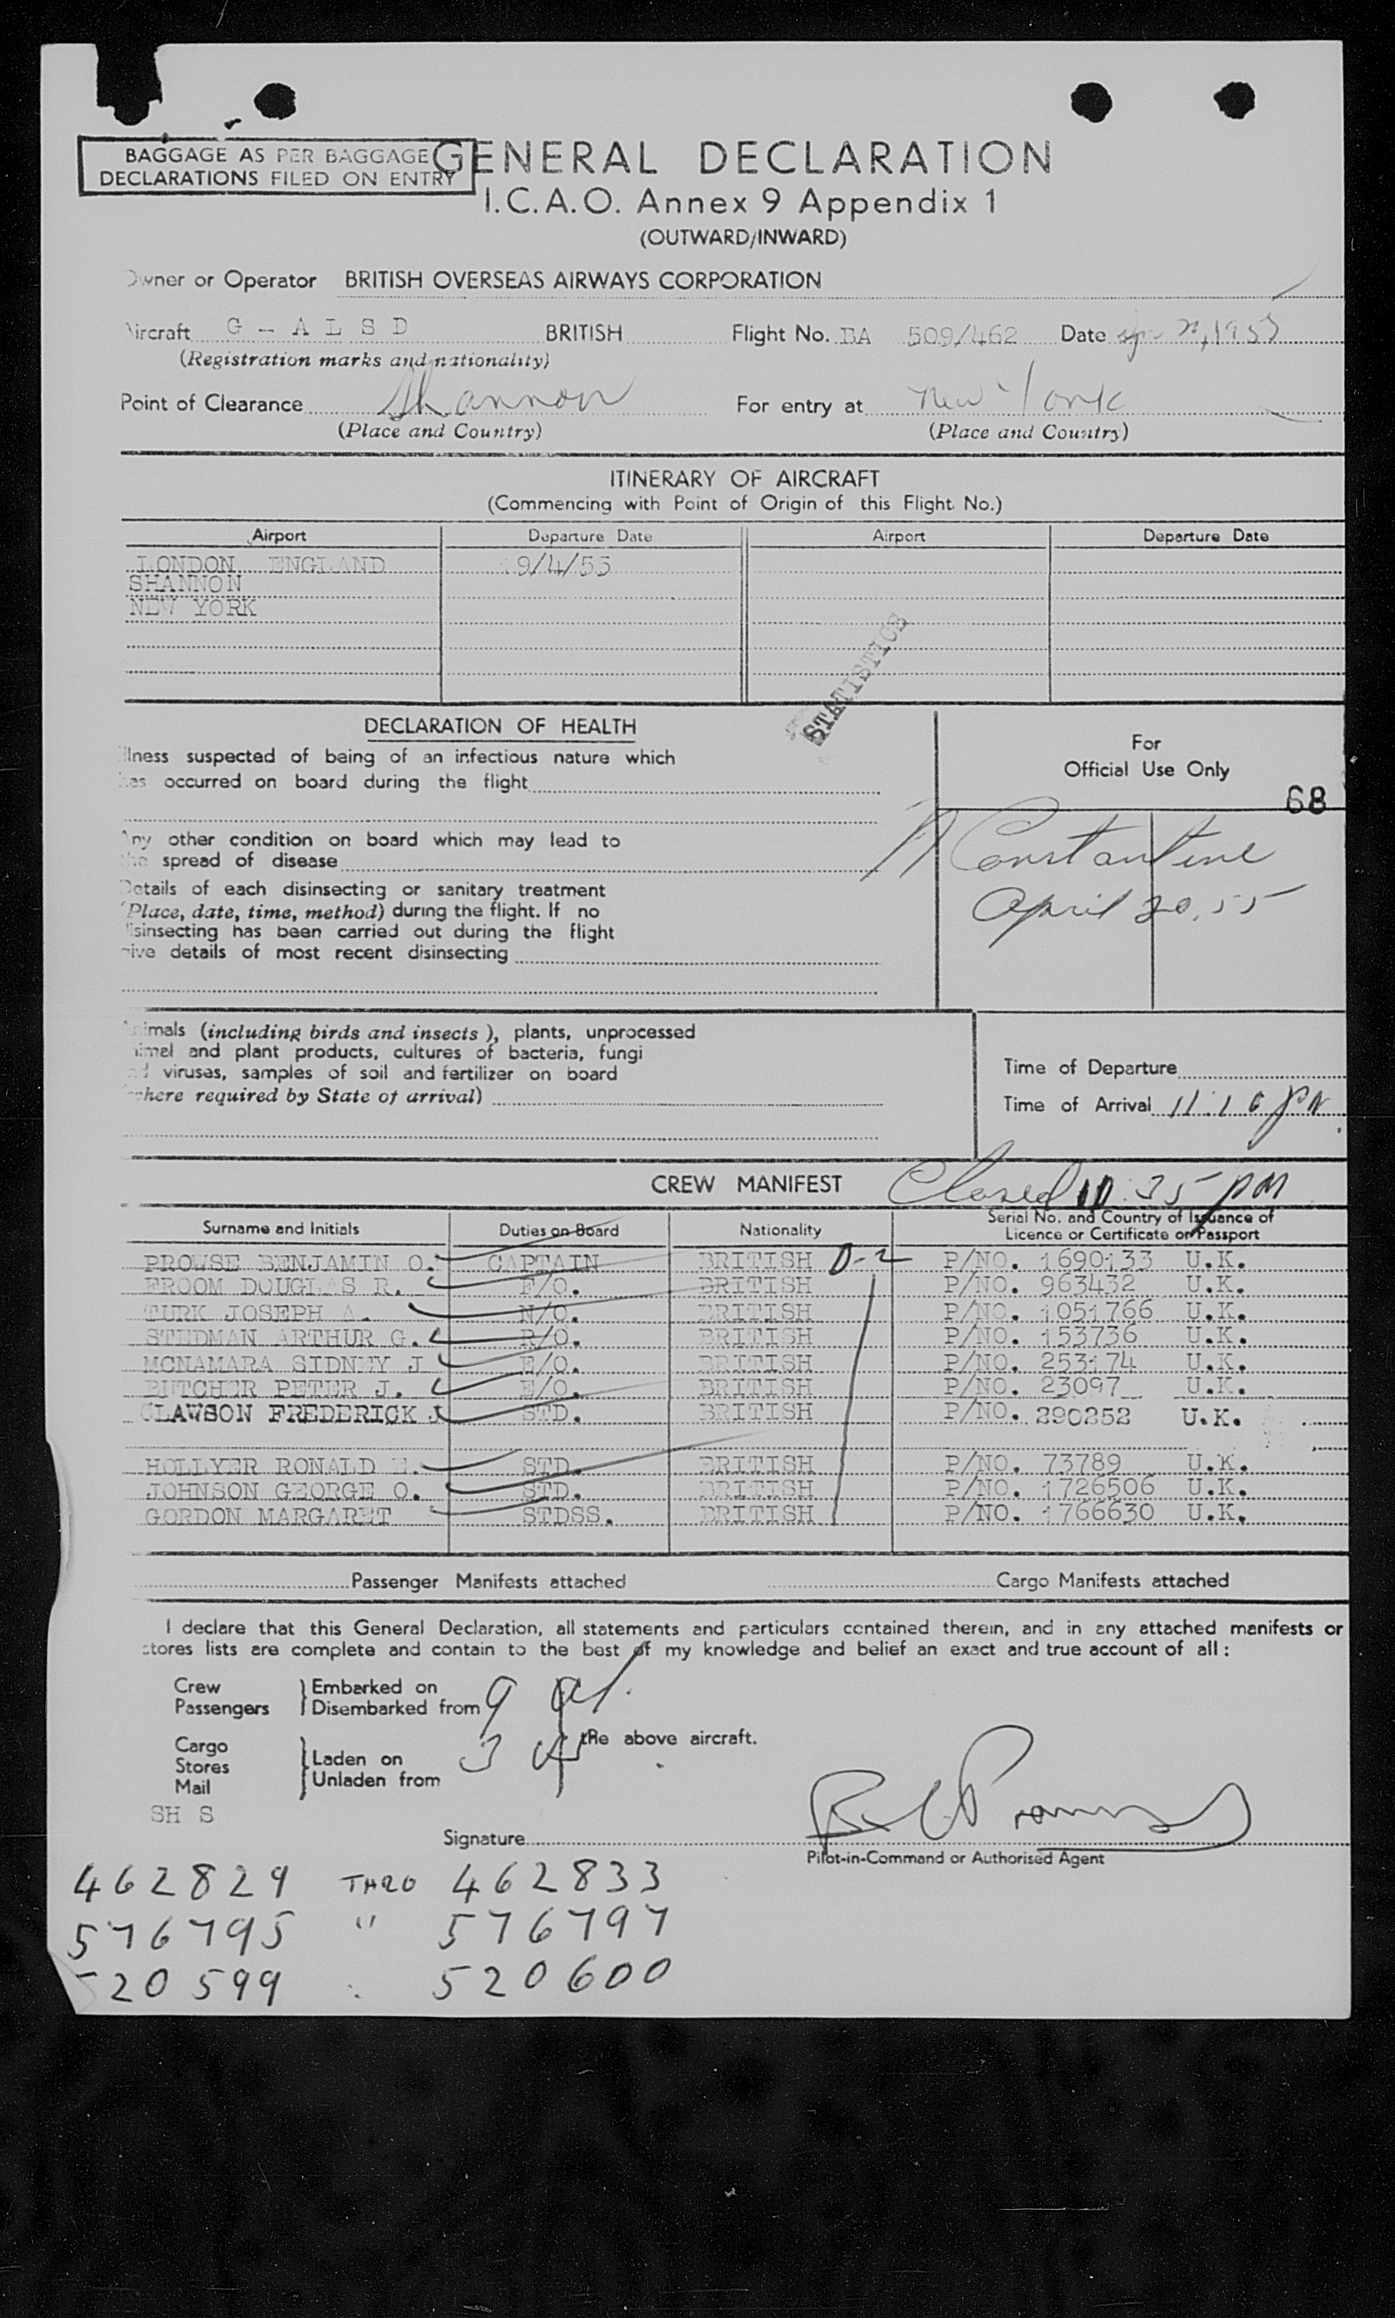 BAGGAGE AS PER BAGGAGE
DECLARATIONS FILED ON ENTRY
GENERAL DECLARATION
I.C.A.O. Annex 9 Appendix 1
(OUTWARD/INWARD)
Owner or Operator BRITISH OVERSEAS AIRWAYS CORPORATION
Aircraft G - A L S D BRITISH Flight No. BA 509/462 Date 1955
(Registration marks and nationality)
Point of Clearance Shannon For entry at New York
(Place and Country) (Place and Country)
ITINERARY OF AIRCRAFT
(Commencing with Point of Origin of this Flight No.)
Airport Departure Date Airport Departure Date
LONDON ENGLAND 19/4/55
SHANNON
NEW YORK
STATISTICS
DECLARATION OF HEALTH
Illness suspected of being of an infectious nature which
has occurred on board during the flight
Any other condition on board which may lead to
the spread of disease
Details of each disinsecting or sanitary treatment
(Place, date, time, method) during the flight. If no
disinsecting has been carried out during the flight
give details of most recent disinsecting
For
Official Use Only
68
Constantine
April 20, 55
Animals (including birds and insects), plants, unprocessed
animal and plant products, cultures of bacteria, fungi
and viruses, samples of soil and fertilizer on board
(where required by State of arrival)
Time of Departure
Time of Arrival 11:10 PM
CREW MANIFEST Closed 10:35 PM
Surname and Initials Duties on Board Nationality Serial No. and Country of Issuance of
Licence or Certificate or Passport
PROWSE BENJAMIN O. CAPTAIN BRITISH D-2 P/NO. 1690133 U.K.
FROOM DOUGLAS R. F/O. BRITISH P/NO. 963432 U.K.
TURK JOSEPH A. N/O. BRITISH P/NO. 1051766 U.K.
STEDMAN ARTHUR G. R/O. BRITISH P/NO. 153736 U.K.
MCNAMARA SIDNEY J E/O. BRITISH P/NO. 253174 U.K.
BUTCHER PETER J. E/O. BRITISH P/NO. 23097 U.K.
CLAWSON FREDERICK J STD. BRITISH P/NO. 290252 U.K.
HOLLYER RONALD STD. BRITISH P/NO. 73789 U.K.
JOHNSON GEORGE O. STD. BRITISH P/NO. 1726506 U.K.
GORDON MARGARET STDSS. BRITISH P/NO. 1766630 U.K.
Passenger Manifests attached Cargo Manifests attached
I declare that this General Declaration, all statements and particulars contained therein, and in any attached manifests or
stores lists are complete and contain to the best of my knowledge and belief an exact and true account of all :
Crew Embarked on
Passengers Disembarked from 9
the above aircraft.
Cargo
Stores Laden on 3
Mail Unladen from
SH S
Signature
Pilot-in-Command or Authorised Agent
462829 THRO 462833
576795 " 576797
520599 520600